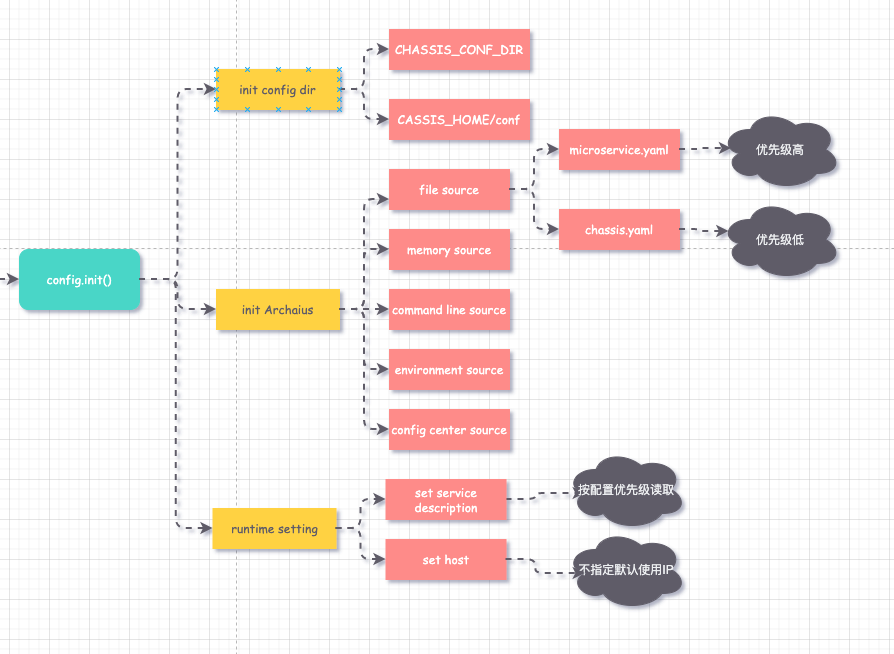 CHASSIS_CONF_DIR
init config dir
CASSIS_HOME/conf
microservice.yaml
优先级高
file source
chassis.yaml
优先级低
memory source
config.init()
init Archaius
command line source
environment source
config center source
set service
description
按配置优先级读取
runtime setting
set host
不指定默认使用IP